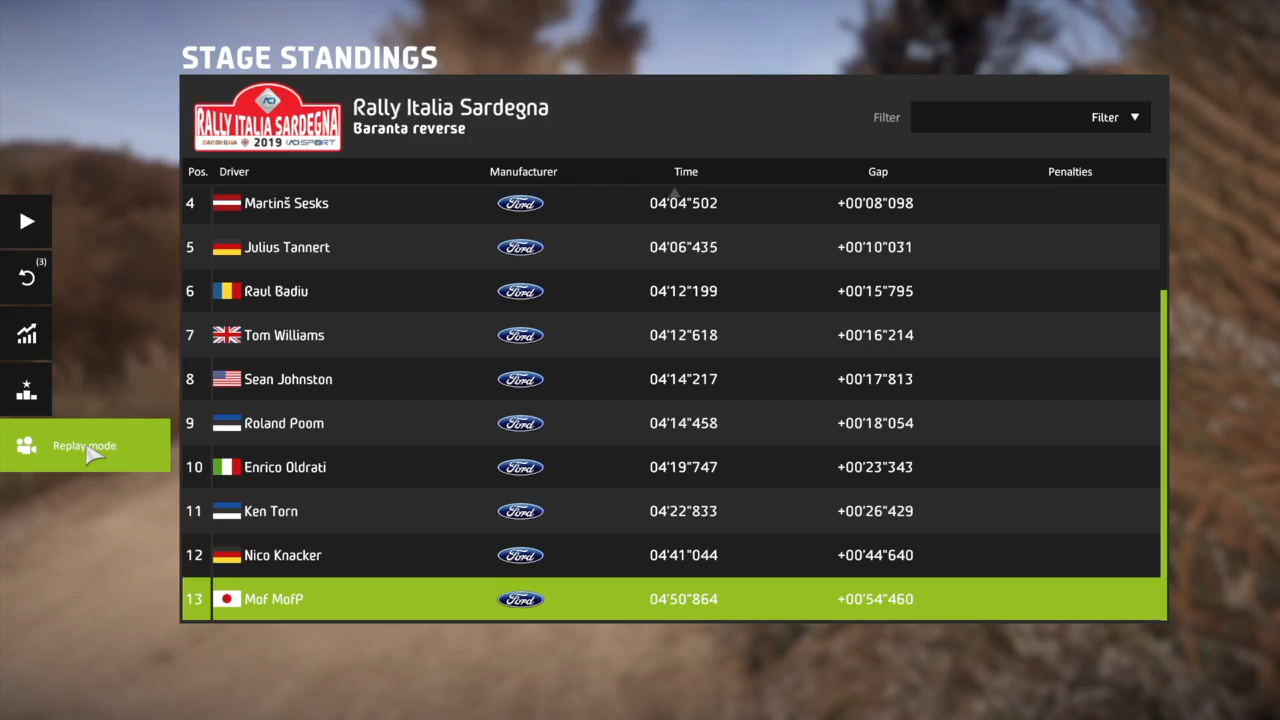 STAGE STANDINGS
RALLY ITALIA SARDEGNA
SARDEGNA 2019 ACI SPORT
Rally Italia Sardegna
Baranta reverse
Filter
Filter
Pos. Driver Manufacturer Time Gap Penalties
4 Martinš Sesks Ford 04'04"502 +00'08"098
5 Julius Tannert Ford 04'06"435 +00'10"031
6 Raul Badiu Ford 04'12"199 +00'15"795
7 Tom Williams Ford 04'12"618 +00'16"214
8 Sean Johnston Ford 04'14"217 +00'17"813
9 Roland Poom Ford 04'14"458 +00'18"054
10 Enrico Oldrati Ford 04'19"747 +00'23"343
11 Ken Torn Ford 04'22"833 +00'26"429
12 Nico Knacker Ford 04'41"044 +00'44"640
13 Mof MofP Ford 04'50"864 +00'54"460
(3)
Replay mode